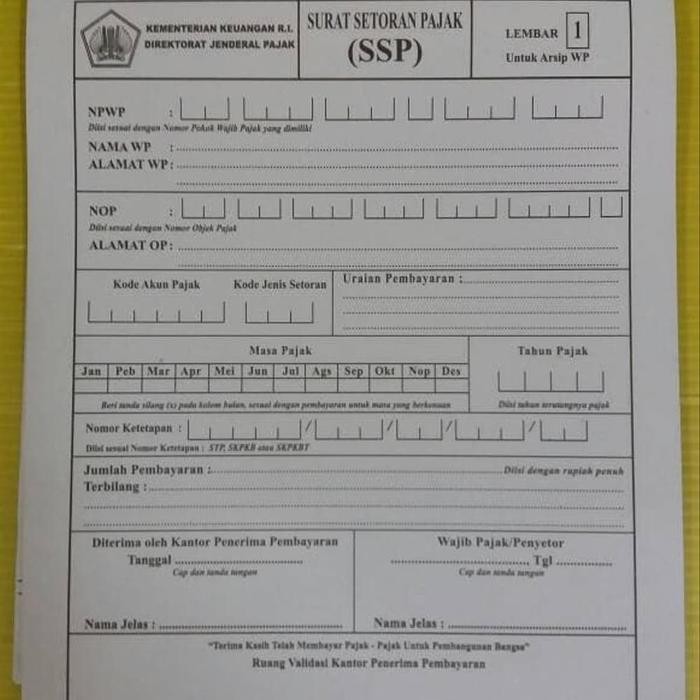 KEMENTERIAN KEUANGAN R.I.
DIREKTORAT JENDERAL PAJAK
SURAT SETORAN PAJAK
(SSP)
LEMBAR 1
Untuk Arsip WP
NPWP :
Diisi sesuai dengan Nomor Pokok Wajib Pajak yang dimiliki
NAMA WP :
ALAMAT WP :
NOP :
Diisi sesuai dengan Nomor Objek Pajak
ALAMAT OP :
Kode Akun Pajak
Kode Jenis Setoran
Uraian Pembayaran :
Masa Pajak
Jan Peb Mar Apr Mei Jun Jul Ags Sep Okt Nop Des
Beri tanda silang (x) pada kolom bulan, sesuai dengan pembayaran untuk masa yang berkenaan
Tahun Pajak
Diisi tahun terutangnya pajak
Nomor Ketetapan : / / / /
Diisi sesuai Nomor Ketetapan : STP, SKPKB atau SKPKBT
Jumlah Pembayaran : Diisi dengan rupiah penuh
Terbilang :
Diterima oleh Kantor Penerima Pembayaran
Tanggal
Cap dan tanda tangan
Nama Jelas :
Wajib Pajak/Penyetor
Tgl
Cap dan tanda tangan
Nama Jelas :
"Terima Kasih Telah Membayar Pajak - Pajak Untuk Pembangunan Bangsa"
Ruang Validasi Kantor Penerima Pembayaran